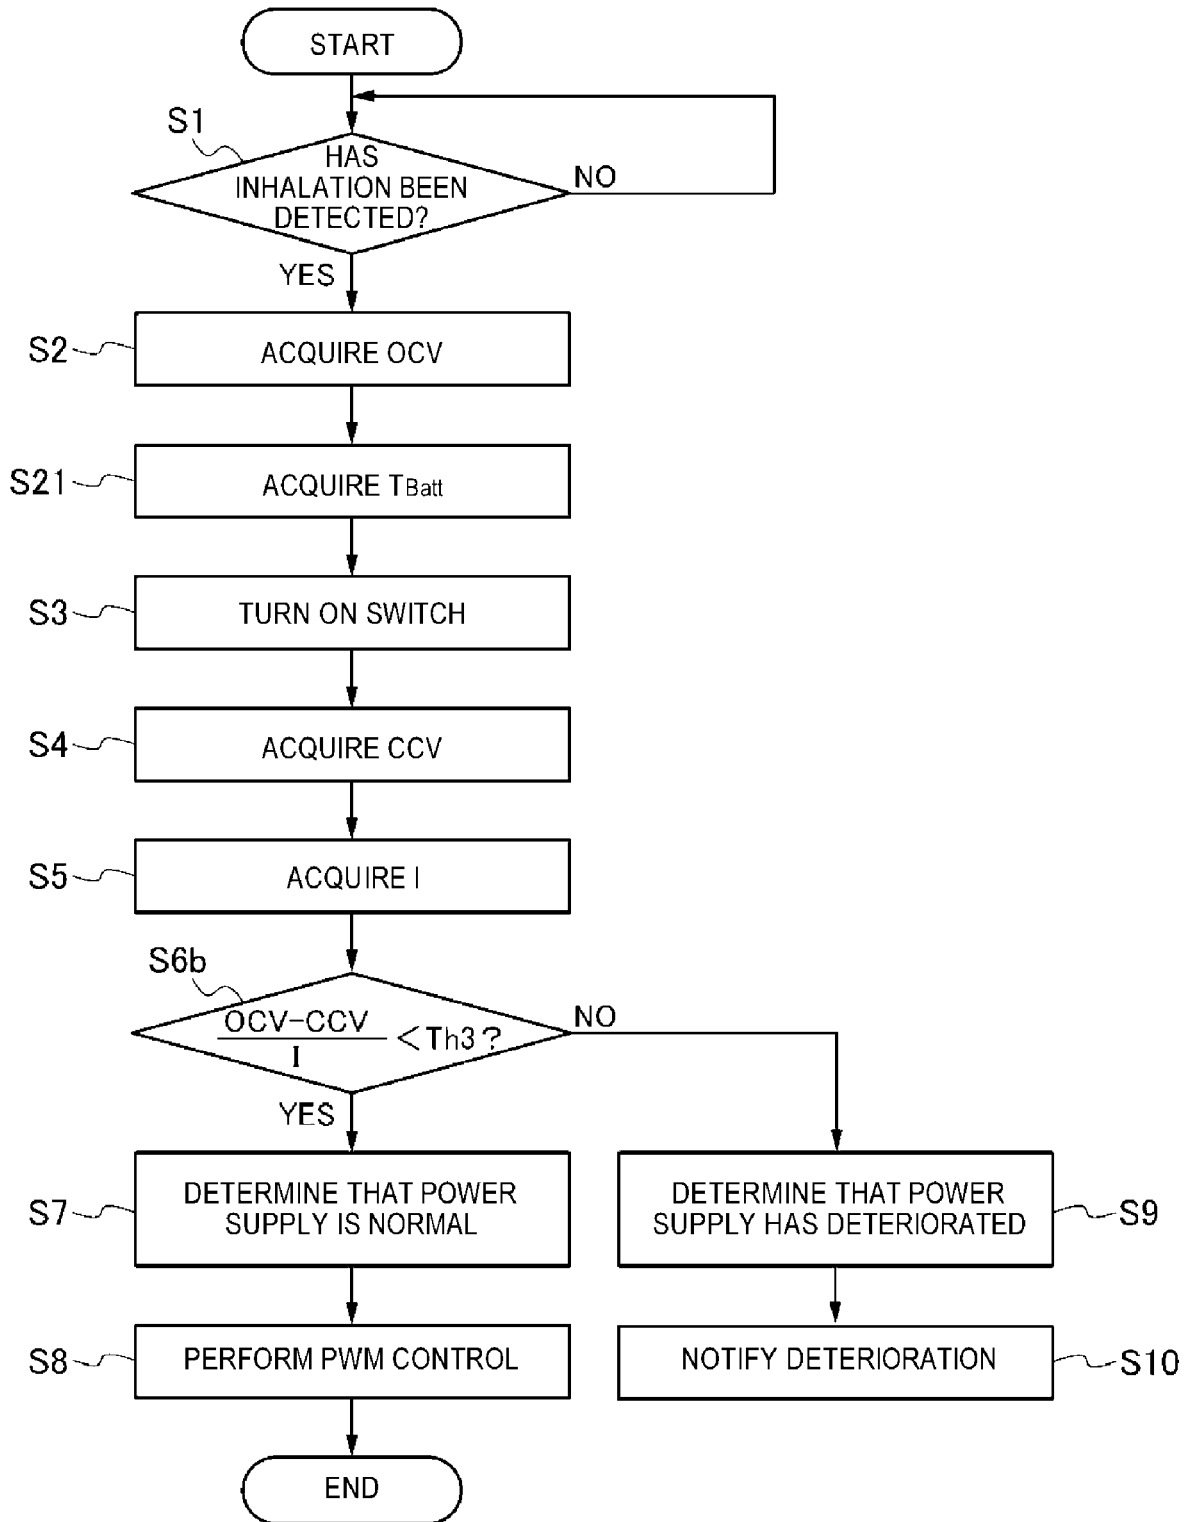 START
S1
HAS
INHALATION BEEN
DETECTED?
NO
YES
S2
ACQUIRE OCV
S21
ACQUIRE TBatt
S3
TURN ON SWITCH
S4
ACQUIRE CCV
S5
ACQUIRE I
S6b
OCV-CCV
I
<Th3?
NO
YES
S7
DETERMINE THAT POWER
SUPPLY IS NORMAL
DETERMINE THAT POWER
SUPPLY HAS DETERIORATED
S9
S8
PERFORM PWM CONTROL
NOTIFY DETERIORATION
S10
END